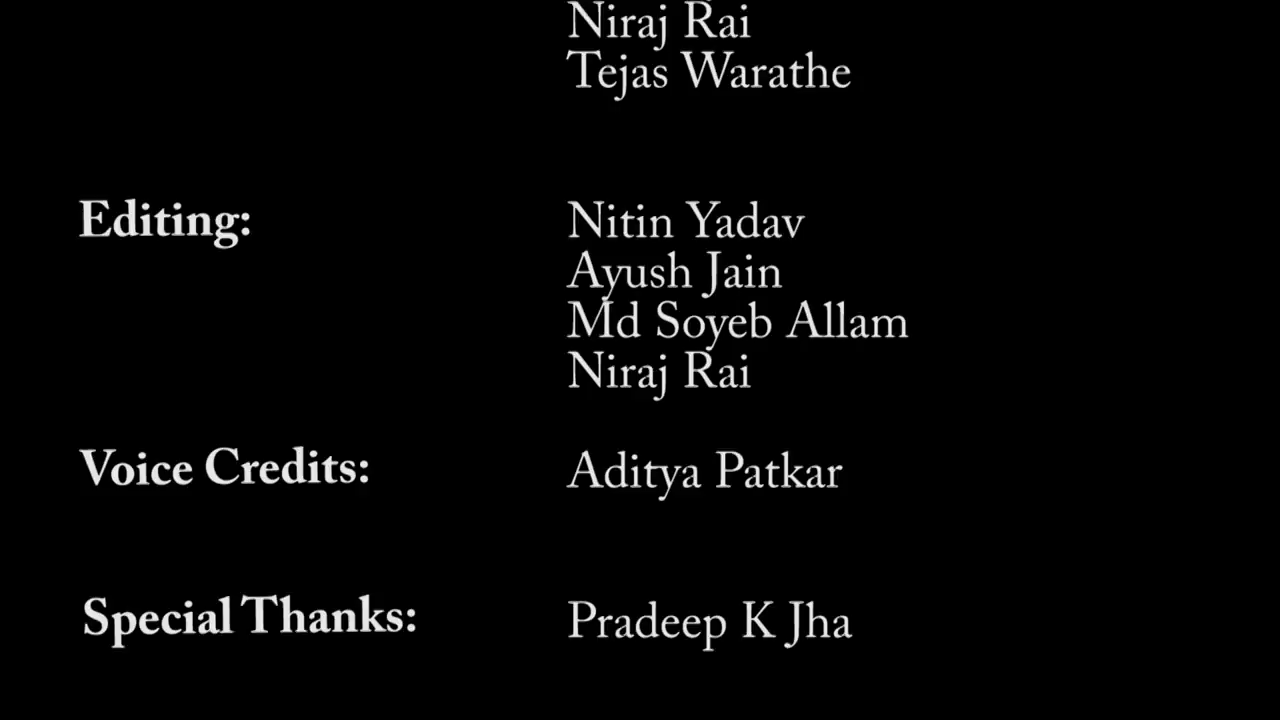 Niraj Rai
Tejas Warathe
Editing: Nitin Yadav
Ayush Jain
Md Soyeb Allam
Niraj Rai
Voice Credits: Aditya Patkar
Special Thanks: Pradeep K Jha